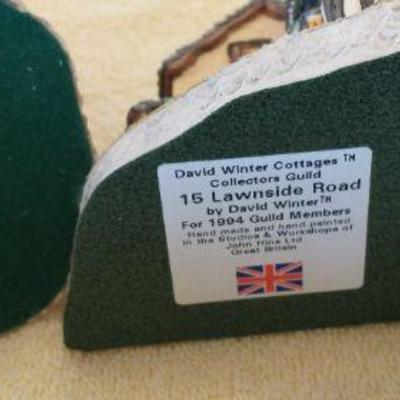 David Winter Cottages™
Collectors Guild
15 Lawnside Road
by David Winter™
For 1994 Guild Members
Hand made and hand painted
in the Studios & Workshops of
John Hine Ltd
Great Britain